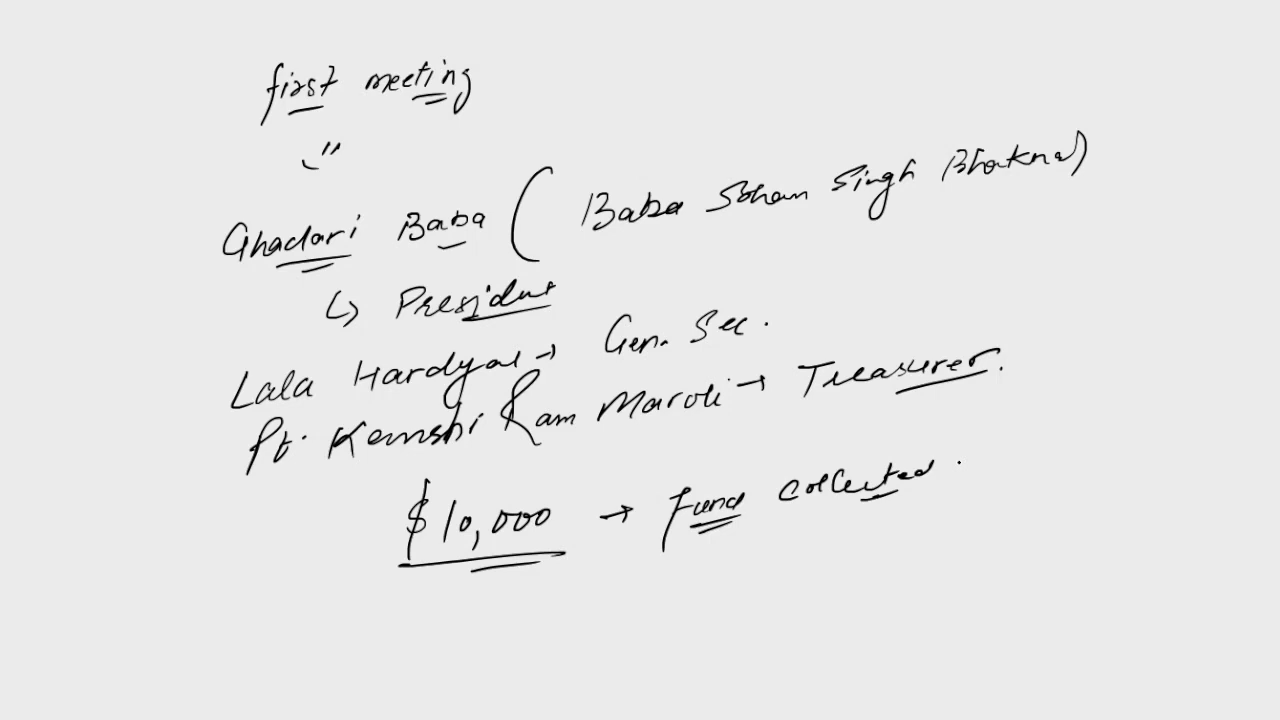 first meeting
"
Ghadari Baba ( Baba Sohan Singh Bhakna)
↳ President
Lala Hardyal → Gen. Sec.
Pt. Kanshi Ram Maroli → Treasurer.
$10,000 → fund collected.